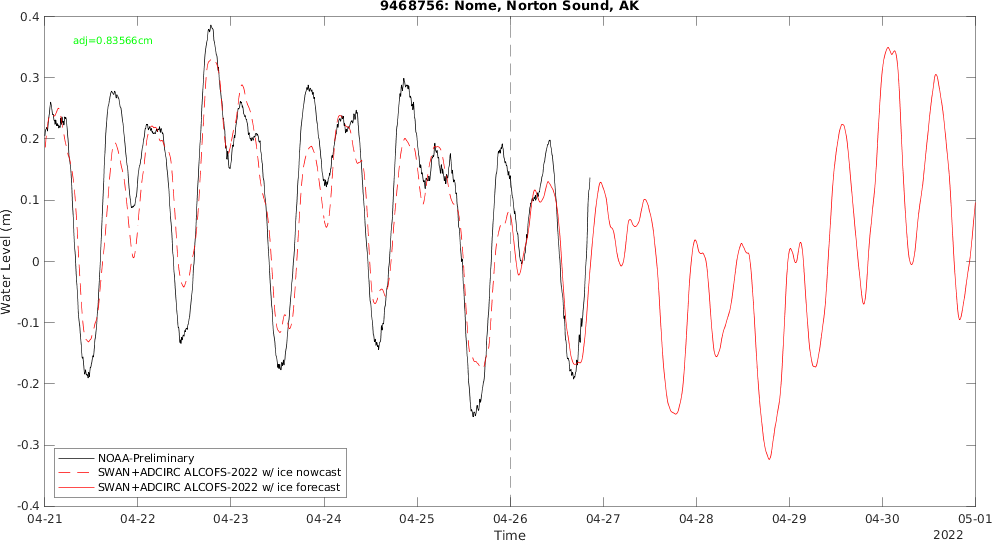 9468756: Nome, Norton Sound, AK
adj=0.83566cm
0.4
0.3
0.2
0.1
0
-0.1
-0.2
-0.3
-0.4
Water Level (m)
NOAA-Preliminary
SWAN+ADCIRC ALCOFS-2022 w/ ice nowcast
SWAN+ADCIRC ALCOFS-2022 w/ ice forecast
04-21 04-22 04-23 04-24 04-25 04-26 04-27 04-28 04-29 04-30 05-01
Time
2022